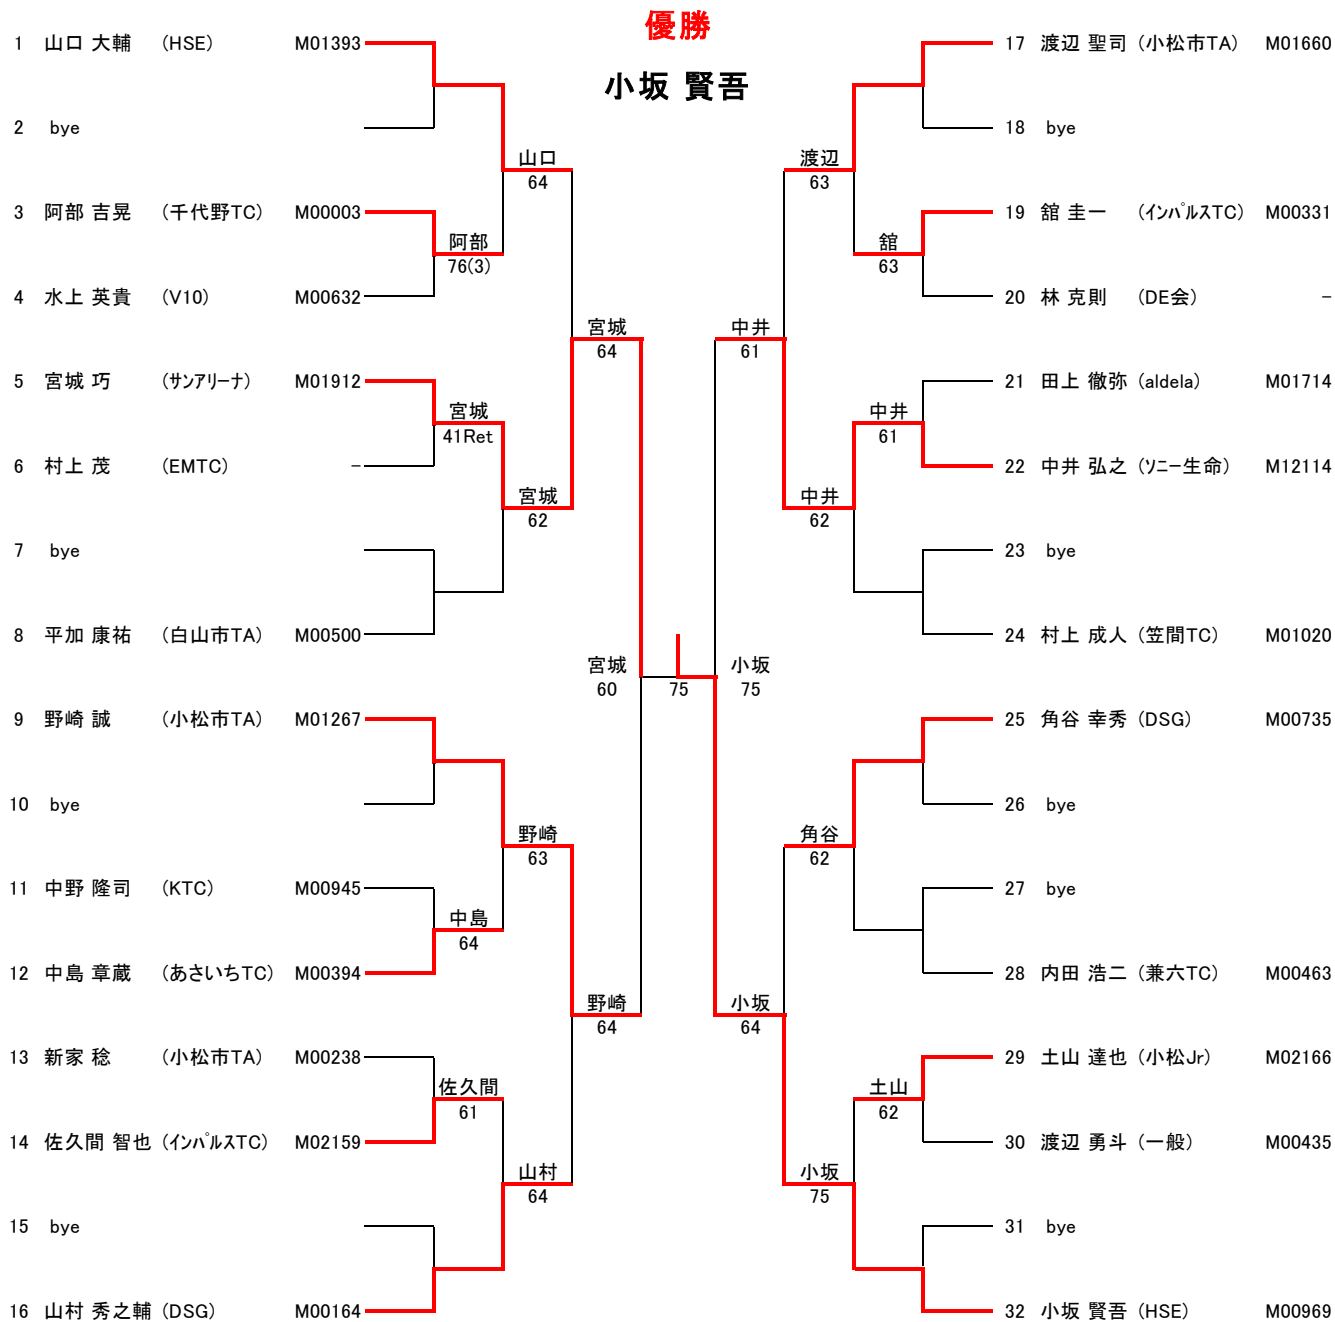 優勝
小坂 賢吾
1 山口 大輔 (HSE) M01393
2 bye
山口
64
3 阿部 吉晃 (千代野TC) M00003
阿部
76(3)
4 水上 英貴 (V10) M00632
宮城
64
5 宮城 巧 (サンアリーナ) M01912
宮城
41Ret
6 村上 茂 (EMTC) -
宮城
62
7 bye
8 平加 康祐 (白山市TA) M00500
宮城
60
75
9 野崎 誠 (小松市TA) M01267
10 bye
野崎
63
11 中野 隆司 (KTC) M00945
中島
64
12 中島 章蔵 (あさいちTC) M00394
野崎
64
13 新家 稔 (小松市TA) M00238
佐久間
61
14 佐久間 智也 (インパルスTC) M02159
山村
64
15 bye
16 山村 秀之輔 (DSG) M00164
17 渡辺 聖司 (小松市TA) M01660
18 bye
渡辺
63
19 舘 圭一 (インパルスTC) M00331
舘
63
20 林 克則 (DE会) -
中井
61
21 田上 徹弥 (aldela) M01714
中井
61
22 中井 弘之 (ソニー生命) M12114
中井
62
23 bye
24 村上 成人 (笠間TC) M01020
小坂
75
25 角谷 幸秀 (DSG) M00735
26 bye
角谷
62
27 bye
28 内田 浩二 (兼六TC) M00463
小坂
64
29 土山 達也 (小松Jr) M02166
土山
62
30 渡辺 勇斗 (一般) M00435
小坂
75
31 bye
32 小坂 賢吾 (HSE) M00969